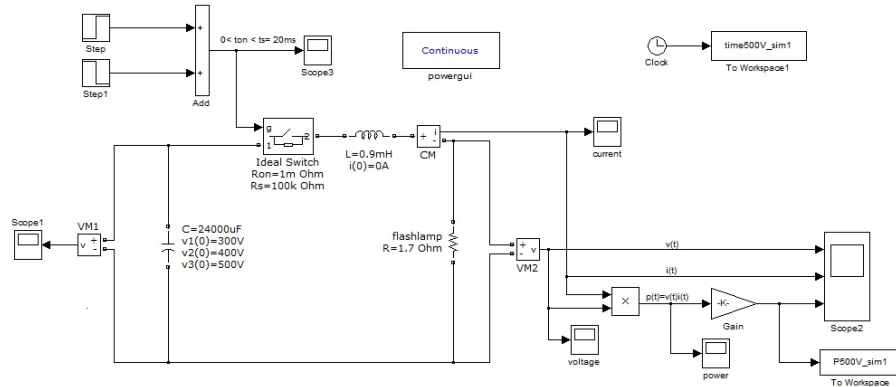 Step
Step1
+
+
Add
0< ton < ts= 20ms
Scope3
Continuous
powergui
Clock
time500V_sim1
To Workspace1
g
1
2
Ideal Switch
Ron=1m Ohm
Rs=100k Ohm
L=0.9mH
i(0)=0A
+
i
-
CM
current
Scope1
VM1
v
+
-
C=24000uF
v1(0)=300V
v2(0)=400V
v3(0)=500V
flashlamp
R=1.7 Ohm
+
-
v
VM2
v(t)
i(t)
×
p(t)=v(t)i(t)
-K-
Gain
Scope2
voltage
power
P500V_sim1
To Workspace